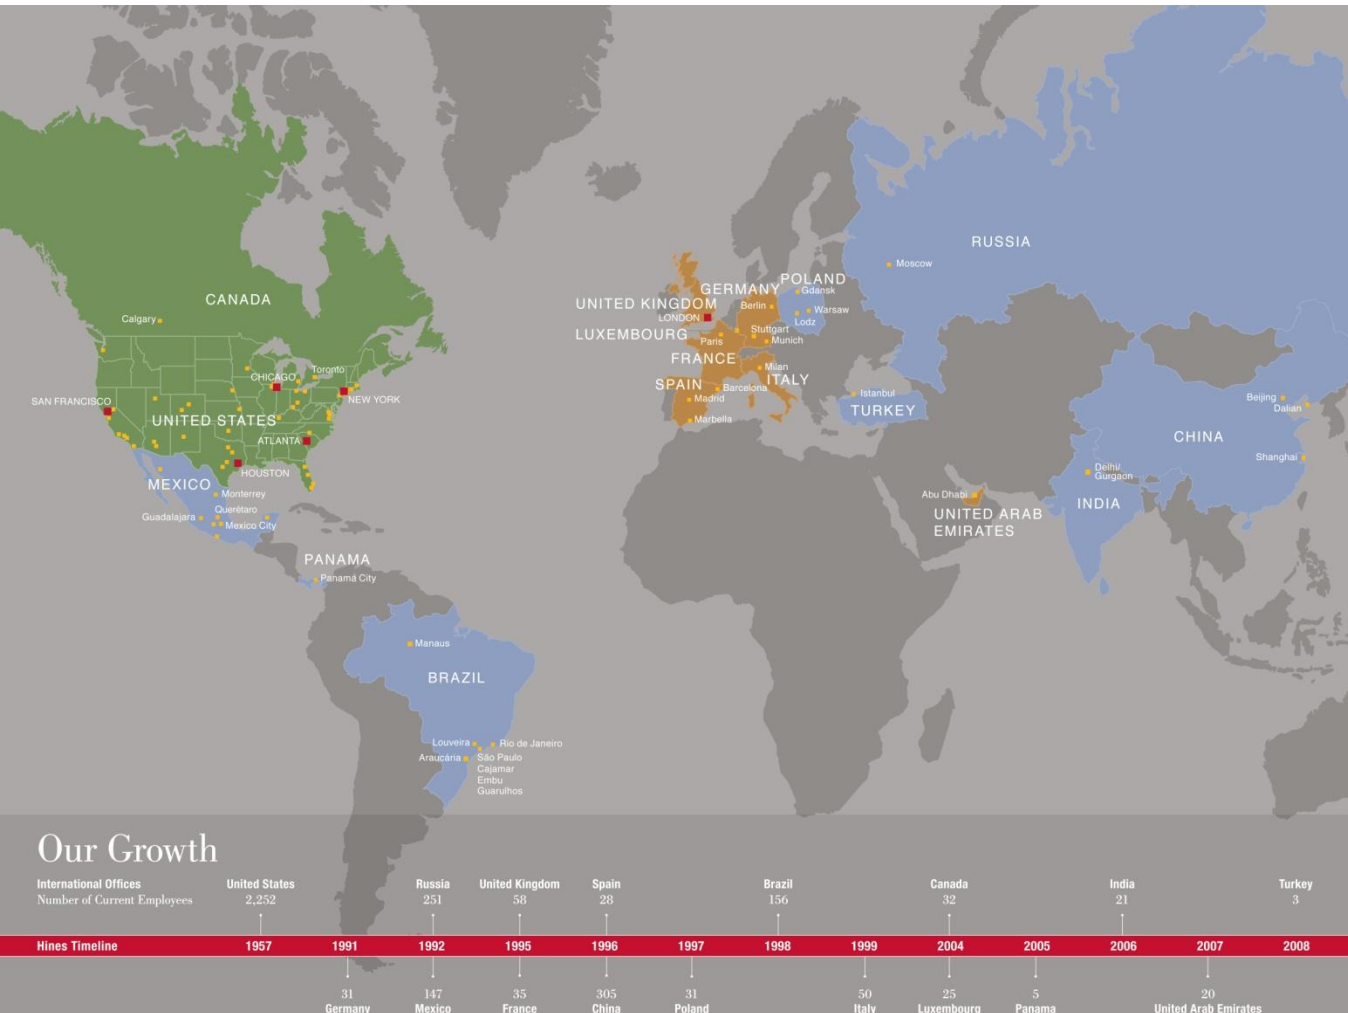 RUSSIA
Moscow
CANADA
Calgary
POLAND
GERMANY
Gdansk
UNITED KINGDOM
Berlin
Warsaw
LONDON
Lodz
LUXEMBOURG
Stuttgart
Paris
Munich
FRANCE
Milan
ITALY
SPAIN
Barcelona
Madrid
Marbella
Istanbul
TURKEY
Toronto
CHICAGO
SAN FRANCISCO
NEW YORK
UNITED STATES
ATLANTA
HOUSTON
Beijing
Dalian
CHINA
Shanghai
Delhi/
Gurgaon
INDIA
Abu Dhabi
UNITED ARAB
EMIRATES
MEXICO
Monterrey
Querétaro
Guadalajara
Mexico City
PANAMA
Panamá City
Manaus
BRAZIL
Louveira
Rio de Janeiro
Araucária
São Paulo
Cajamar
Embu
Guarulhos
Our Growth
International Offices United States Russia United Kingdom Spain Brazil Canada India Turkey
Number of Current Employees 2,252 251 58 28 156 32 21 3
Hines Timeline 1957 1991 1992 1995 1996 1997 1998 1999 2004 2005 2006 2007 2008
31 147 35 305 31 50 25 5 20
Germany Mexico France China Poland Italy Luxembourg Panama United Arab Emirates